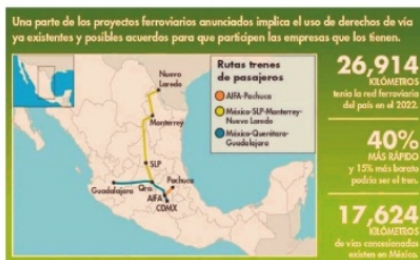 Una parte de los proyectos ferroviarios anunciados implica el uso de derechos de vía
ya existentes y posibles acuerdos para que participen las empresas que los tienen.
Rutas trenes
de pasajeros
AIFA-Pachuca
México-SLP-Monterrey-
Nuevo Laredo
México-Querétaro-
Guadalajara
Nuevo
Laredo
Monterrey
SLP
Guadalajara
Qro.
Pachuca
AIFA
CDMX
26,914
KILÓMETROS
tenía la red ferroviaria
del país en el 2022.
40%
MÁS RÁPIDO
y 15% más barato
podría ser el tren.
17,624
KILÓMETROS
de vías concesionadas
existen en México.